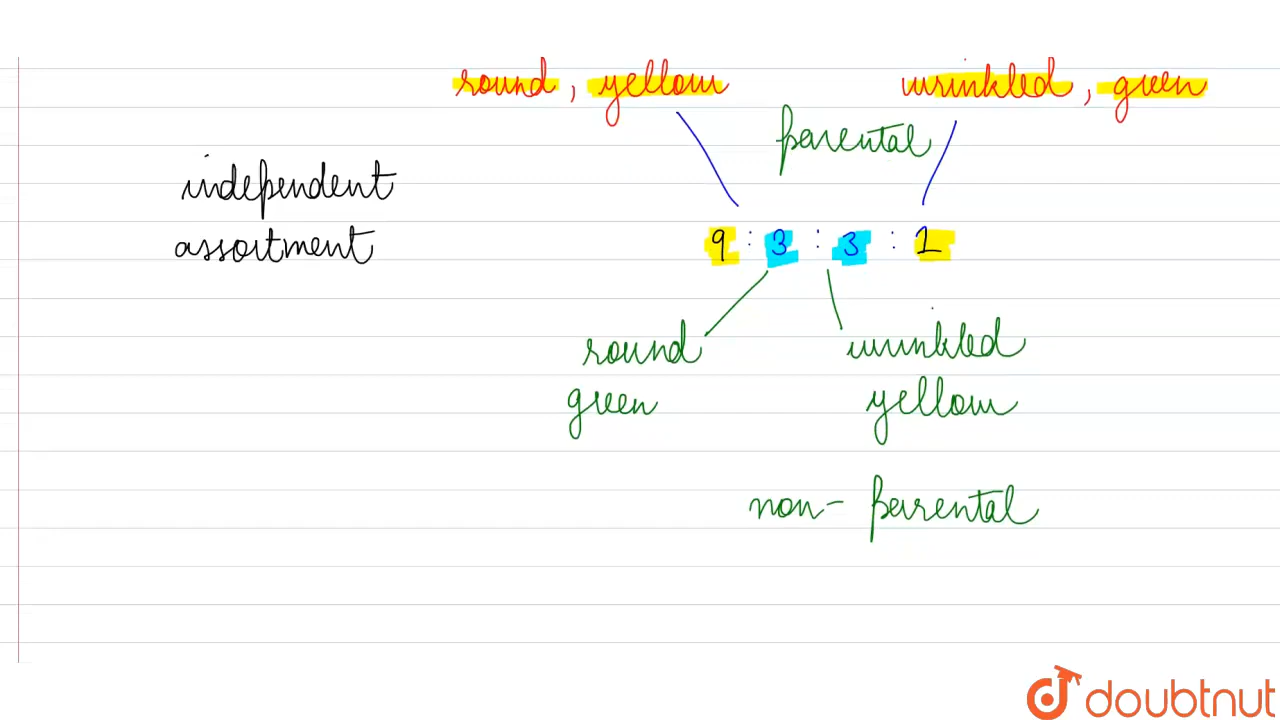 round, yellow wrinkled, green
parental
independent
assortment
9 : 3 : 3 : 1
round wrinkled
green yellow
non-parental
doubtnut